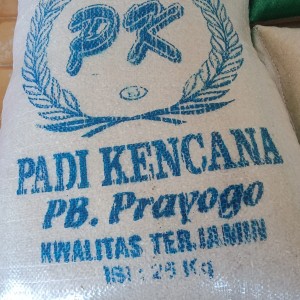 PK
PADI KENCANA
PB. Prayogo
KWALITAS TERJAMIN
ISI : 25 Kg